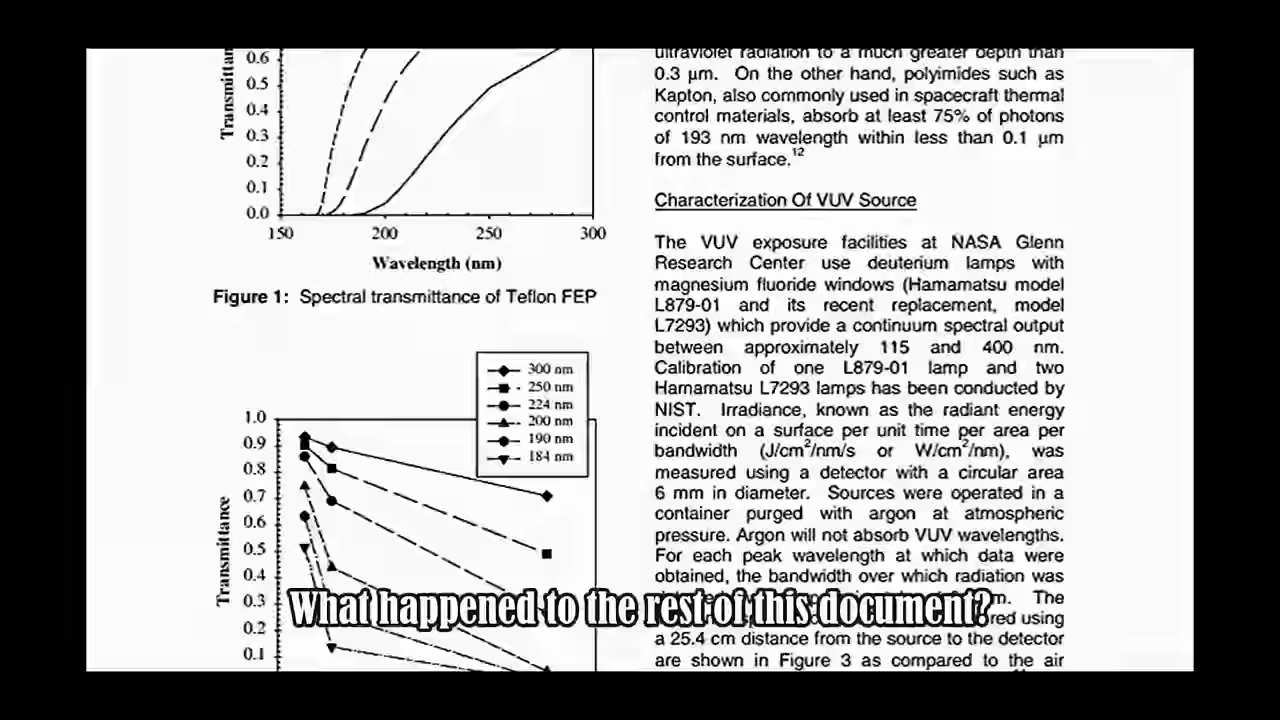 0.6
0.5
0.4
0.3
0.2
0.1
0.0
150 200 250 300
Wavelength (nm)
Figure 1: Spectral transmittance of Teflon FEP
300 nm
250 nm
224 nm
200 nm
190 nm
184 nm
1.0
0.9
0.8
0.7
0.6
0.5
0.4
0.3
0.2
0.1
Transmittance
ultraviolet radiation to a much greater depth than
0.3 µm. On the other hand, polyimides such as
Kapton, also commonly used in spacecraft thermal
control materials, absorb at least 75% of photons
of 193 nm wavelength within less than 0.1 µm
from the surface.12
Characterization Of VUV Source
The VUV exposure facilities at NASA Glenn
Research Center use deuterium lamps with
magnesium fluoride windows (Hamamatsu model
L879-01 and its recent replacement, model
L7293) which provide a continuum spectral output
between approximately 115 and 400 nm.
Calibration of one L879-01 lamp and two
Hamamatsu L7293 lamps has been conducted by
NIST. Irradiance, known as the radiant energy
incident on a surface per unit time per area per
bandwidth (J/cm2/nm/s or W/cm2/nm), was
measured using a detector with a circular area
6 mm in diameter. Sources were operated in a
container purged with argon at atmospheric
pressure. Argon will not absorb VUV wavelengths.
For each peak wavelength at which data were
obtained, the bandwidth over which radiation was
The
using
a 25.4 cm distance from the source to the detector
are shown in Figure 3 as compared to the air
What happened to the rest of this document?